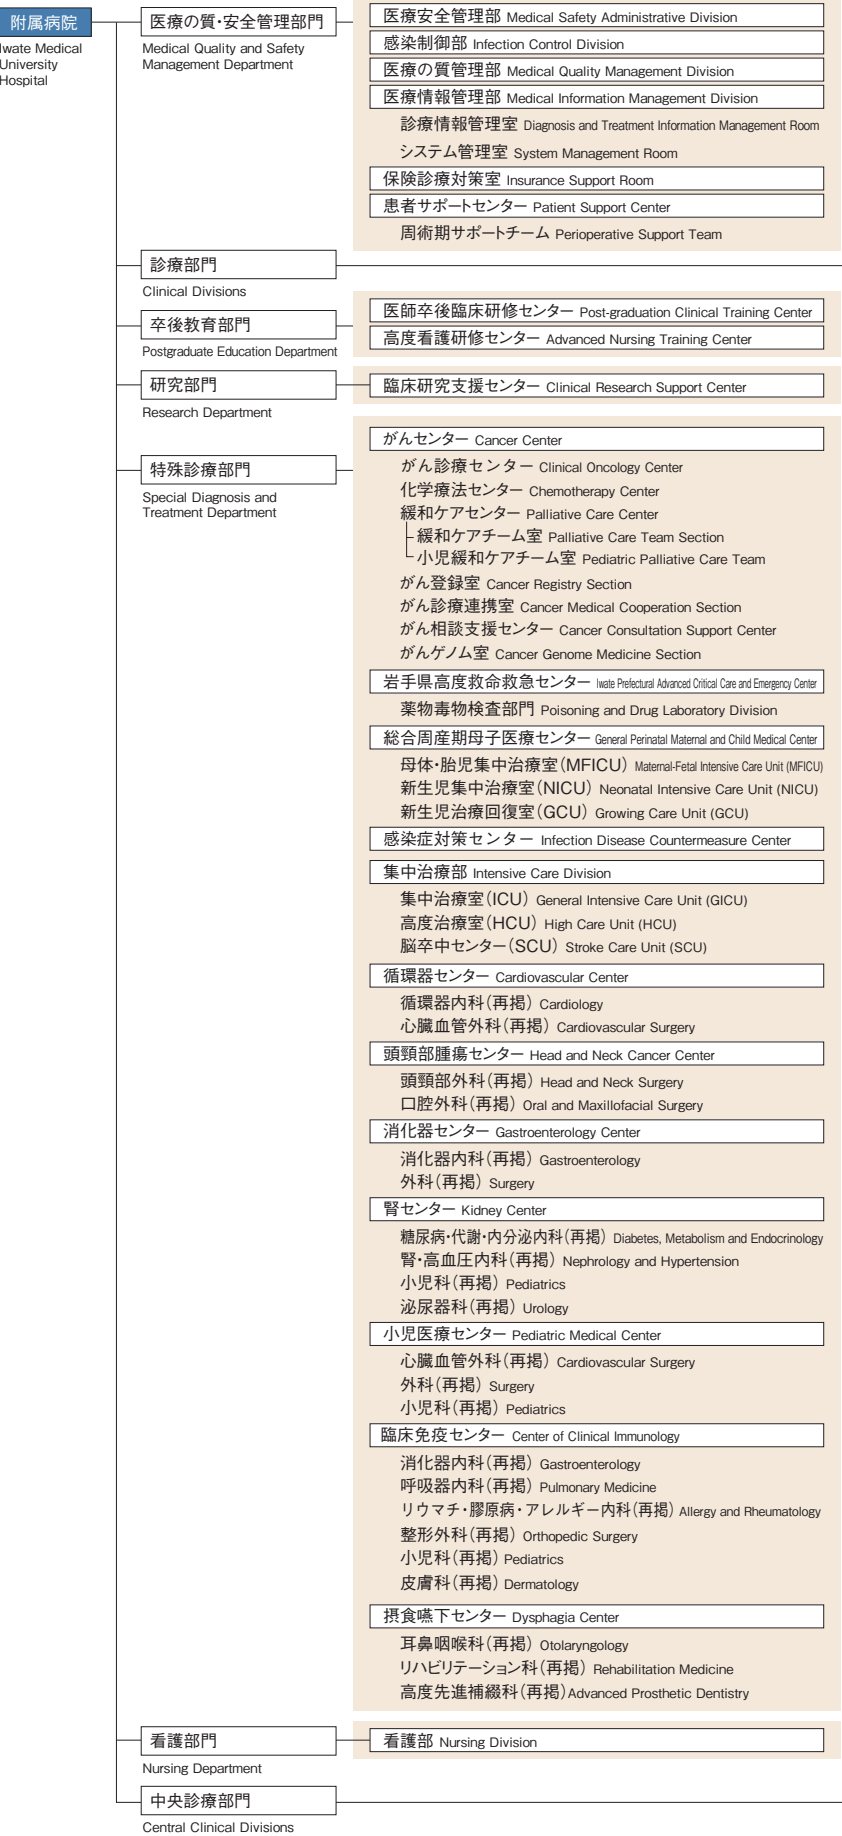 附属病院
Iwate Medical
University
Hospital
医療の質・安全管理部門
Medical Quality and Safety
Management Department
医療安全管理部 Medical Safety Administrative Division
感染制御部 Infection Control Division
医療の質管理部 Medical Quality Management Division
医療情報管理部 Medical Information Management Division
診療情報管理室 Diagnosis and Treatment Information Management Room
システム管理室 System Management Room
保険診療対策室 Insurance Support Room
患者サポートセンター Patient Support Center
周術期サポートチーム Perioperative Support Team
診療部門
Clinical Divisions
卒後教育部門
Postgraduate Education Department
医師卒後臨床研修センター Post-graduation Clinical Training Center
高度看護研修センター Advanced Nursing Training Center
研究部門
Research Department
臨床研究支援センター Clinical Research Support Center
特殊診療部門
Special Diagnosis and
Treatment Department
がんセンター Cancer Center
がん診療センター Clinical Oncology Center
化学療法センター Chemotherapy Center
緩和ケアセンター Palliative Care Center
緩和ケアチーム室 Palliative Care Team Section
小児緩和ケアチーム室 Pediatric Palliative Care Team
がん登録室 Cancer Registry Section
がん診療連携室 Cancer Medical Cooperation Section
がん相談支援センター Cancer Consultation Support Center
がんゲノム室 Cancer Genome Medicine Section
岩手県高度救命救急センター Iwate Prefectural Advanced Critical Care and Emergency Center
薬物毒物検査部門 Poisoning and Drug Laboratory Division
総合周産期母子医療センター General Perinatal Maternal and Child Medical Center
母体・胎児集中治療室（MFICU） Maternal-Fetal Intensive Care Unit (MFICU)
新生児集中治療室（NICU） Neonatal Intensive Care Unit (NICU)
新生児治療回復室（GCU） Growing Care Unit (GCU)
感染症対策センター Infection Disease Countermeasure Center
集中治療部 Intensive Care Division
集中治療室（ICU） General Intensive Care Unit (GICU)
高度治療室（HCU） High Care Unit (HCU)
脳卒中センター（SCU） Stroke Care Unit (SCU)
循環器センター Cardiovascular Center
循環器内科（再掲） Cardiology
心臓血管外科（再掲） Cardiovascular Surgery
頭頸部腫瘍センター Head and Neck Cancer Center
頭頸部外科（再掲） Head and Neck Surgery
口腔外科（再掲） Oral and Maxillofacial Surgery
消化器センター Gastroenterology Center
消化器内科（再掲） Gastroenterology
外科（再掲） Surgery
腎センター Kidney Center
糖尿病・代謝・内分泌内科（再掲） Diabetes, Metabolism and Endocrinology
腎・高血圧内科（再掲） Nephrology and Hypertension
小児科（再掲） Pediatrics
泌尿器科（再掲） Urology
小児医療センター Pediatric Medical Center
心臓血管外科（再掲） Cardiovascular Surgery
外科（再掲） Surgery
小児科（再掲） Pediatrics
臨床免疫センター Center of Clinical Immunology
消化器内科（再掲） Gastroenterology
呼吸器内科（再掲） Pulmonary Medicine
リウマチ・膠原病・アレルギー内科（再掲） Allergy and Rheumatology
整形外科（再掲） Orthopedic Surgery
小児科（再掲） Pediatrics
皮膚科（再掲） Dermatology
摂食嚥下センター Dysphagia Center
耳鼻咽喉科（再掲） Otolaryngology
リハビリテーション科（再掲） Rehabilitation Medicine
高度先進補綴科（再掲） Advanced Prosthetic Dentistry
看護部門
Nursing Department
看護部 Nursing Division
中央診療部門
Central Clinical Divisions